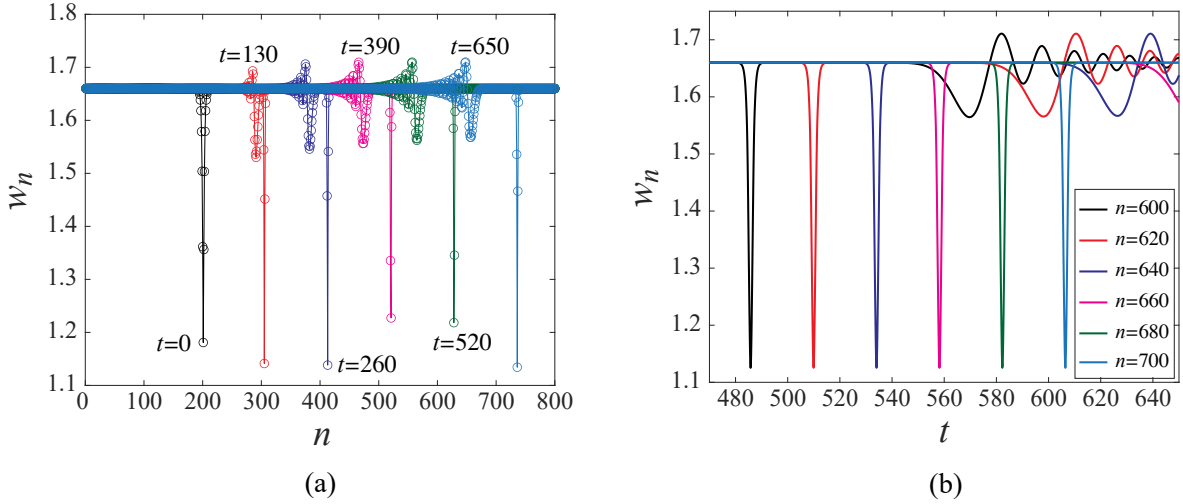 1.8
1.7
1.6
1.5
1.4
1.3
1.2
1.1
w_n
t=130
t=390
t=650
t=0
t=260
t=520
0 100 200 300 400 500 600 700 800
n
(a)
1.7
1.6
1.5
1.4
1.3
1.2
1.1
w_n
n=600
n=620
n=640
n=660
n=680
n=700
480 500 520 540 560 580 600 620 640
t
(b)